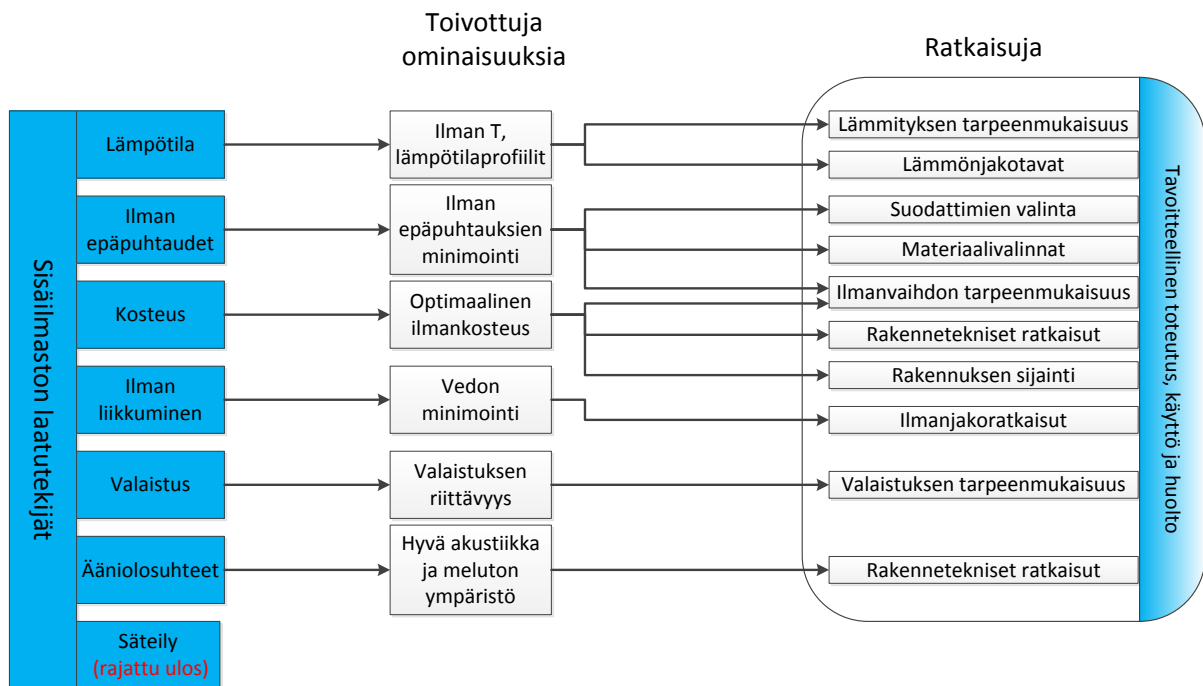 Toivottuja
ominaisuuksia
Ratkaisuja
Sisäilmaston laatutekijät
Lämpötila
Ilman
epäpuhtaudet
Kosteus
Ilman
liikkuminen
Valaistus
Ääniolosuhteet
Säteily
(rajattu ulos)
Ilman T,
lämpötilaprofiilit
Ilman
epäpuhtauksien
minimointi
Optimaalinen
ilmankosteus
Vedon
minimointi
Valaistuksen
riittävyys
Hyvä akustiikka
ja meluton
ympäristö
Lämmityksen tarpeenmukaisuus
Lämmönjakotavat
Suodattimien valinta
Materiaalivalinnat
Ilmanvaihdon tarpeenmukaisuus
Rakennetekniset ratkaisut
Rakennuksen sijainti
Ilmanjakoratkaisut
Valaistuksen tarpeenmukaisuus
Rakennetekniset ratkaisut
Tavoitteellinen toteutus, käyttö ja huolto